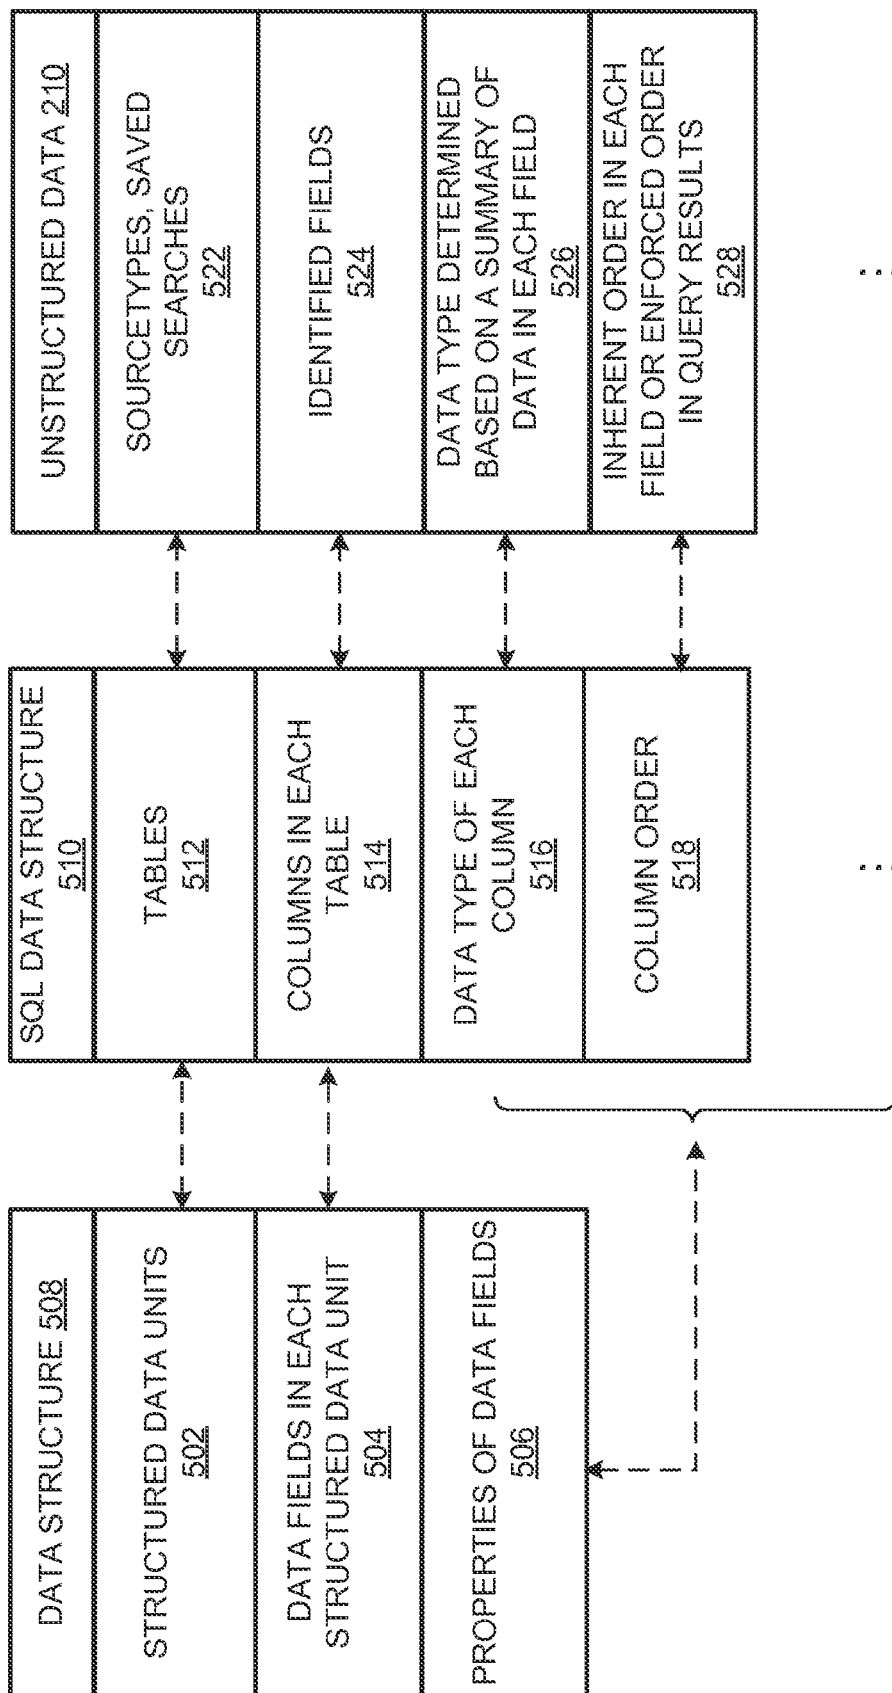 DATA STRUCTURE 508
STRUCTURED DATA UNITS
502
DATA FIELDS IN EACH
STRUCTURED DATA UNIT
504
PROPERTIES OF DATA FIELDS
506
SQL DATA STRUCTURE
510
TABLES
512
COLUMNS IN EACH
TABLE
514
DATA TYPE OF EACH
COLUMN
516
COLUMN ORDER
518
...
UNSTRUCTURED DATA 210
SOURCETYPES, SAVED
SEARCHES
522
IDENTIFIED FIELDS
524
DATA TYPE DETERMINED
BASED ON A SUMMARY OF
DATA IN EACH FIELD
526
INHERENT ORDER IN EACH
FIELD OR ENFORCED ORDER
IN QUERY RESULTS
528
...